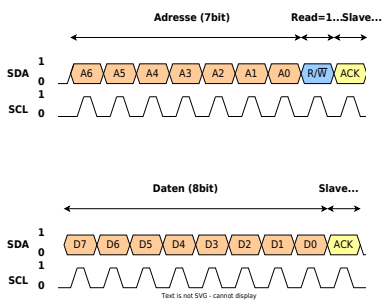 Adresse (7bit) Read=1...Slave...
1
SDA A6 A5 A4 A3 A2 A1 A0 R/W̅ ACK
0
1
SCL
0
Daten (8bit) Slave...
1
SDA D7 D6 D5 D4 D3 D2 D1 D0 ACK
0
1
SCL
0
Text is not SVG - cannot display